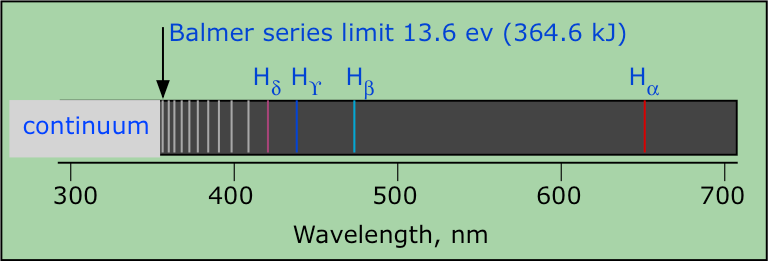 Balmer series limit 13.6 ev (364.6 kJ)
Hδ Hϒ Hβ Hα
continuum
300 400 500 600 700
Wavelength, nm